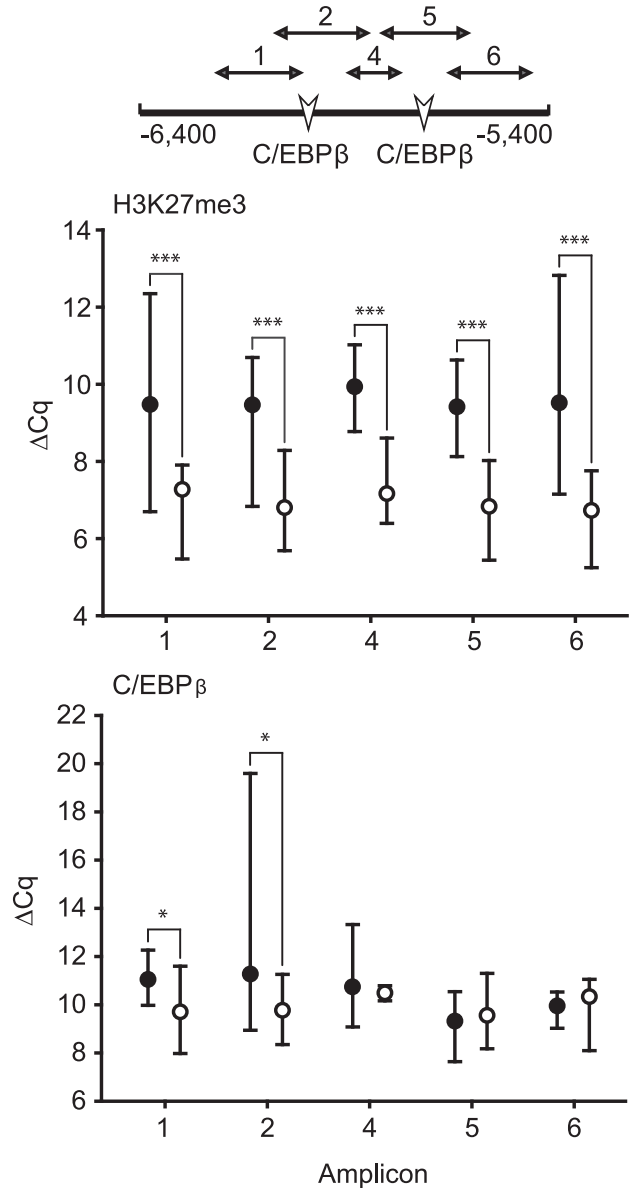 2 5
1 4 6
-6,400 -5,400
C/EBPβ C/EBPβ
H3K27me3
14
12
10
8
6
4
ΔCq
*** *** *** *** ***
1 2 4 5 6
C/EBPβ
22
20
18
16
14
12
10
8
6
ΔCq
* *
1 2 4 5 6
Amplicon